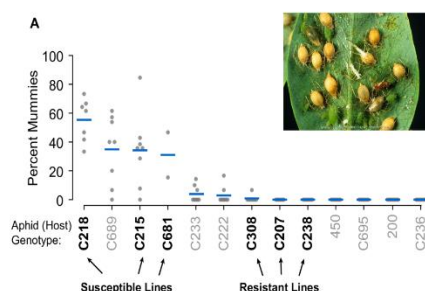 A
Percent Mummies
100
80
60
40
20
0
Aphid (Host)
Genotype:
C218
C689
C215
C681
C233
C222
C308
C207
C238
450
C695
200
C236
Susceptible Lines
Resistant Lines